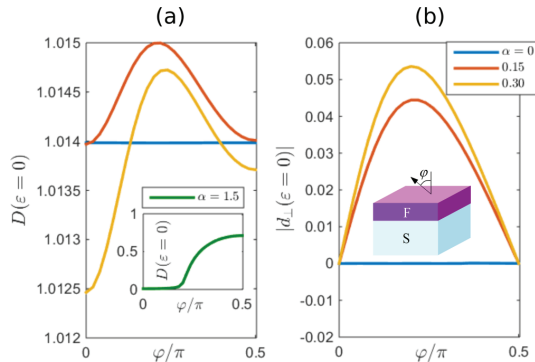 (a)
(b)
1.015
1.0145
1.014
1.0135
1.013
1.0125
1.012
D(ε = 0)
0
0.5
φ/π
α = 1.5
1
0.5
0
D(ε = 0)
0
0.5
φ/π
0.06
0.05
0.04
0.03
0.02
0.01
0
-0.01
-0.02
|d⊥(ε = 0)|
0
0.5
φ/π
α = 0
0.15
0.30
φ
F
S